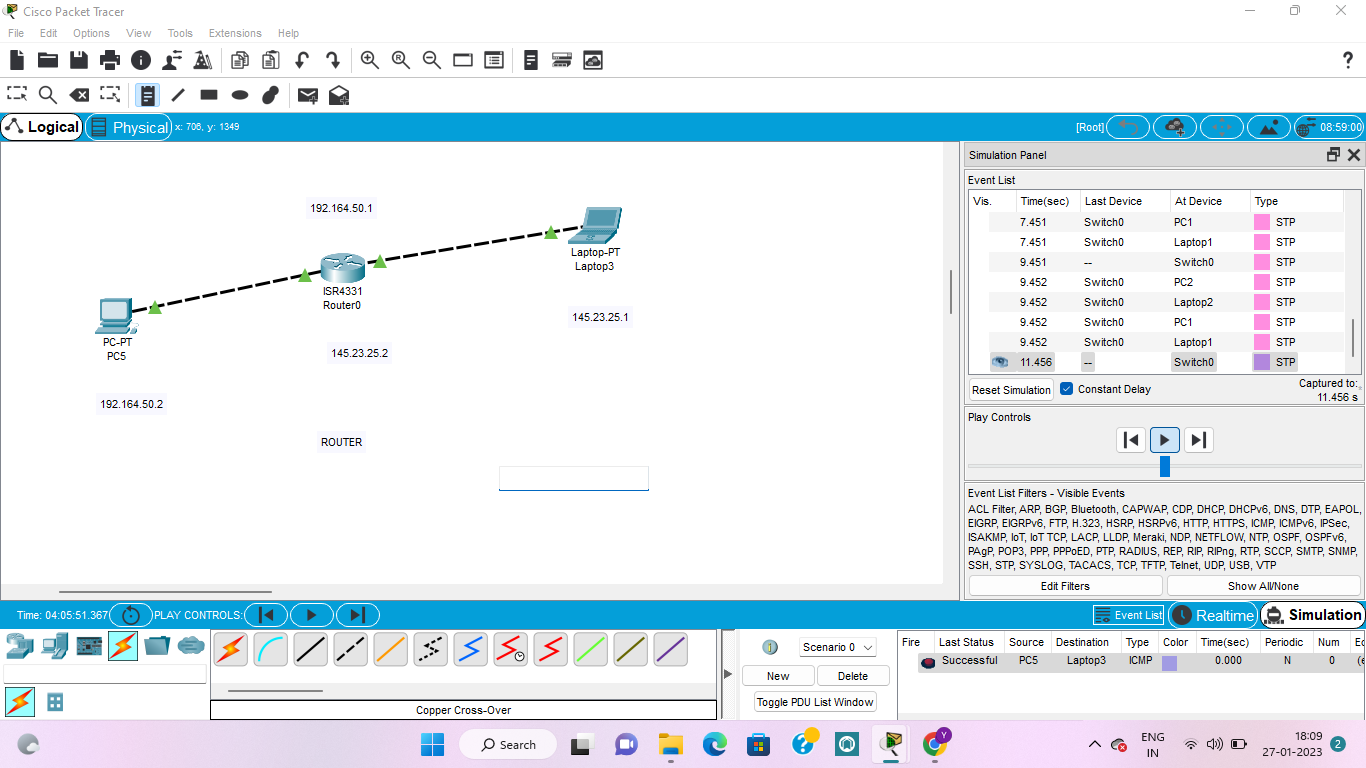 Cisco Packet Tracer
File Edit Options View Tools Extensions Help
?
Logical Physical x: 708, y: 1349 [Root] 08:59:00
192.164.50.1
Laptop-PT
Laptop3
ISR4331
Router0
145.23.25.1
PC-PT
PC5
145.23.25.2
192.164.50.2
ROUTER
Simulation Panel
Event List
Vis. Time(sec) Last Device At Device Type
7.451 Switch0 PC1 STP
7.451 Switch0 Laptop1 STP
9.451 -- Switch0 STP
9.452 Switch0 PC2 STP
9.452 Switch0 Laptop2 STP
9.452 Switch0 PC1 STP
9.452 Switch0 Laptop1 STP
11.456 -- Switch0 STP
Reset Simulation Constant Delay Captured to:
11.456 s
Play Controls
Event List Filters - Visible Events
ACL Filter, ARP, BGP, Bluetooth, CAPWAP, CDP, DHCP, DHCPv6, DNS, DTP, EAPOL,
EIGRP, EIGRPv6, FTP, H.323, HSRP, HSRPv6, HTTP, HTTPS, ICMP, ICMPv6, IPSec,
ISAKMP, IoT, IoT TCP, LACP, LLDP, Meraki, NDP, NETFLOW, NTP, OSPF, OSPFv6,
PAgP, POP3, PPP, PPPoED, PTP, RADIUS, REP, RIP, RIPng, RTP, SCCP, SMTP, SNMP,
SSH, STP, SYSLOG, TACACS, TCP, TFTP, Telnet, UDP, USB, VTP
Edit Filters Show All/None
Time: 04:05:51.367 PLAY CONTROLS: Event List Realtime Simulation
Copper Cross-Over
Scenario 0
New Delete
Toggle PDU List Window
Fire Last Status Source Destination Type Color Time(sec) Periodic Num Ed
Successful PC5 Laptop3 ICMP 0.000 N 0 (e
Search
Y
ENG
IN
18:09
27-01-2023
2